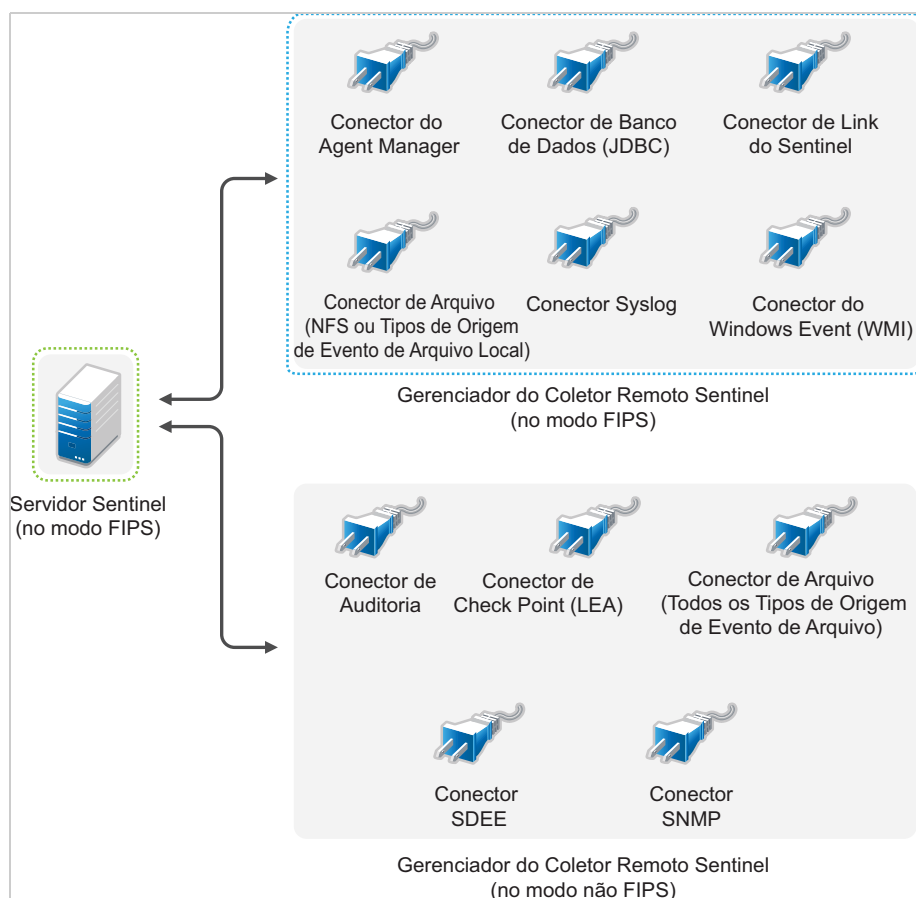 Conector do
Agent Manager
Conector de Banco
de Dados (JDBC)
Conector de Link
do Sentinel
Conector de Arquivo
(NFS ou Tipos de Origem
de Evento de Arquivo Local)
Conector Syslog
Conector do
Windows Event (WMI)
Gerenciador do Coletor Remoto Sentinel
(no modo FIPS)
Servidor Sentinel
(no modo FIPS)
Conector de
Auditoria
Conector de
Check Point (LEA)
Conector de Arquivo
(Todos os Tipos de Origem
de Evento de Arquivo)
Conector
SDEE
Conector
SNMP
Gerenciador do Coletor Remoto Sentinel
(no modo não FIPS)